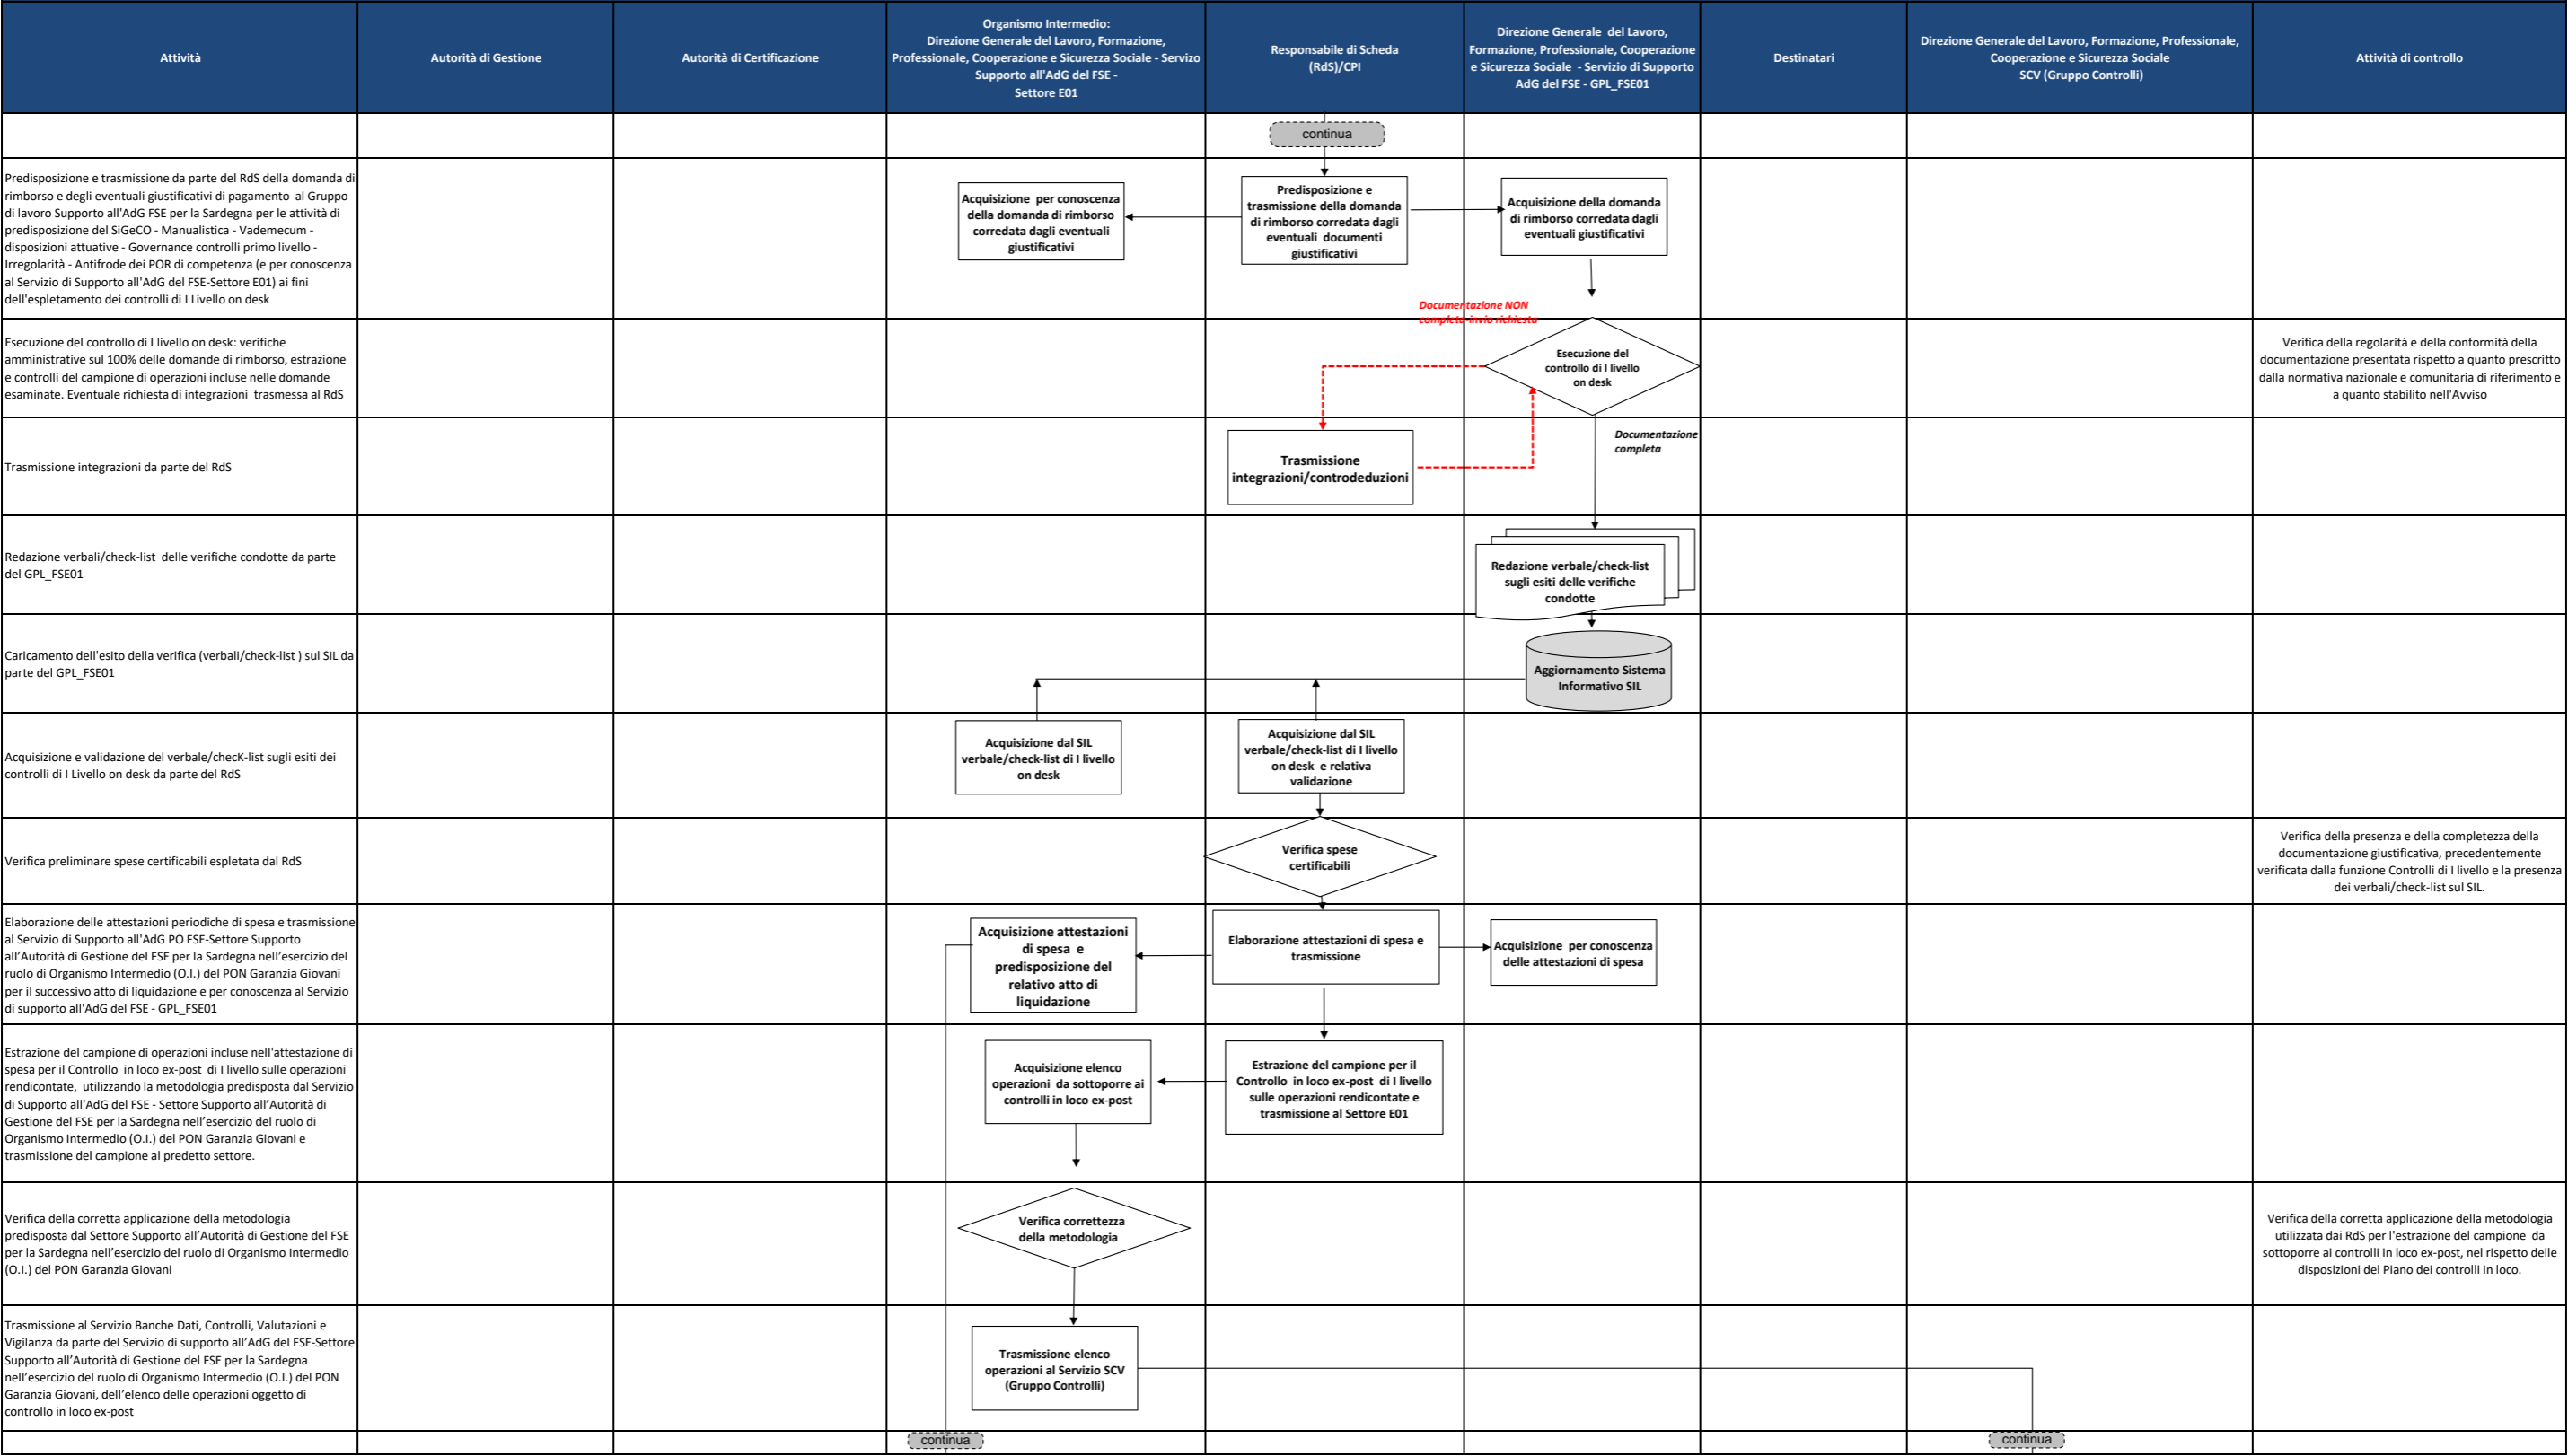 Attività
Autorità di Gestione
Autorità di Certificazione
Organismo Intermedio:
Direzione Generale del Lavoro, Formazione,
Professionale, Cooperazione e Sicurezza Sociale - Servizo
Supporto all'AdG del FSE -
Settore E01
Responsabile di Scheda
(RdS)/CPI
Direzione Generale del Lavoro,
Formazione, Professionale, Cooperazione
e Sicurezza Sociale - Servizio di Supporto
AdG del FSE - GPL_FSE01
Destinatari
Direzione Generale del Lavoro, Formazione, Professionale,
Cooperazione e Sicurezza Sociale
SCV (Gruppo Controlli)
Attività di controllo
continua
Predisposizione e trasmissione da parte del RdS della domanda di
rimborso e degli eventuali giustificativi di pagamento al Gruppo
di lavoro Supporto all'AdG FSE per la Sardegna per le attività di
predisposizione del SiGeCO - Manualistica - Vademecum -
disposizioni attuative - Governance controlli primo livello -
Irregolarità - Antifrode dei POR di competenza (e per conoscenza
al Servizio di Supporto all'AdG del FSE-Settore E01) ai fini
dell'espletamento dei controlli di I Livello on desk
Acquisizione per conoscenza
della domanda di rimborso
corredata dagli eventuali
giustificativi
Predisposizione e
trasmissione della domanda
di rimborso corredata dagli
eventuali documenti
giustificativi
Acquisizione della domanda
di rimborso corredata dagli
eventuali giustificativi
Documentazione NON
completa-invio richiesta
Esecuzione del controllo di I livello on desk: verifiche
amministrative sul 100% delle domande di rimborso, estrazione
e controlli del campione di operazioni incluse nelle domande
esaminate. Eventuale richiesta di integrazioni trasmessa al RdS
Esecuzione del
controllo di I livello
on desk
Verifica della regolarità e della conformità della
documentazione presentata rispetto a quanto prescritto
dalla normativa nazionale e comunitaria di riferimento e
a quanto stabilito nell'Avviso
Trasmissione integrazioni da parte del RdS
Trasmissione
integrazioni/controdeduzioni
Documentazione
completa
Redazione verbali/check-list delle verifiche condotte da parte
del GPL_FSE01
Redazione verbale/check-list
sugli esiti delle verifiche
condotte
Caricamento dell'esito della verifica (verbali/check-list ) sul SIL da
parte del GPL_FSE01
Aggiornamento Sistema
Informativo SIL
Acquisizione e validazione del verbale/checK-list sugli esiti dei
controlli di I Livello on desk da parte del RdS
Acquisizione dal SIL
verbale/check-list di I livello
on desk
Acquisizione dal SIL
verbale/check-list di I livello
on desk e relativa
validazione
Verifica preliminare spese certificabili espletata dal RdS
Verifica spese
certificabili
Verifica della presenza e della completezza della
documentazione giustificativa, precedentemente
verificata dalla funzione Controlli di I livello e la presenza
dei verbali/check-list sul SIL.
Elaborazione delle attestazioni periodiche di spesa e trasmissione
al Servizio di Supporto all'AdG PO FSE-Settore Supporto
all'Autorità di Gestione del FSE per la Sardegna nell'esercizio del
ruolo di Organismo Intermedio (O.I.) del PON Garanzia Giovani
per il successivo atto di liquidazione e per conoscenza al Servizio
di supporto all'AdG del FSE - GPL_FSE01
Acquisizione attestazioni
di spesa e
predisposizione del
relativo atto di
liquidazione
Elaborazione attestazioni di spesa e
trasmissione
Acquisizione per conoscenza
delle attestazioni di spesa
Estrazione del campione di operazioni incluse nell'attestazione di
spesa per il Controllo in loco ex-post di I livello sulle operazioni
rendicontate, utilizzando la metodologia predisposta dal Servizio
di Supporto all'AdG del FSE - Settore Supporto all'Autorità di
Gestione del FSE per la Sardegna nell'esercizio del ruolo di
Organismo Intermedio (O.I.) del PON Garanzia Giovani e
trasmissione del campione al predetto settore.
Acquisizione elenco
operazioni da sottoporre ai
controlli in loco ex-post
Estrazione del campione per il
Controllo in loco ex-post di I livello
sulle operazioni rendicontate e
trasmissione al Settore E01
Verifica della corretta applicazione della metodologia
predisposta dal Settore Supporto all'Autorità di Gestione del FSE
per la Sardegna nell'esercizio del ruolo di Organismo Intermedio
(O.I.) del PON Garanzia Giovani
Verifica correttezza
della metodologia
Verifica della corretta applicazione della metodologia
utilizzata dai RdS per l'estrazione del campione da
sottoporre ai controlli in loco ex-post, nel rispetto delle
disposizioni del Piano dei controlli in loco.
Trasmissione al Servizio Banche Dati, Controlli, Valutazioni e
Vigilanza da parte del Servizio di supporto all'AdG del FSE-Settore
Supporto all'Autorità di Gestione del FSE per la Sardegna
nell'esercizio del ruolo di Organismo Intermedio (O.I.) del PON
Garanzia Giovani, dell'elenco delle operazioni oggetto di
controllo in loco ex-post
Trasmissione elenco
operazioni al Servizio SCV
(Gruppo Controlli)
continua
continua